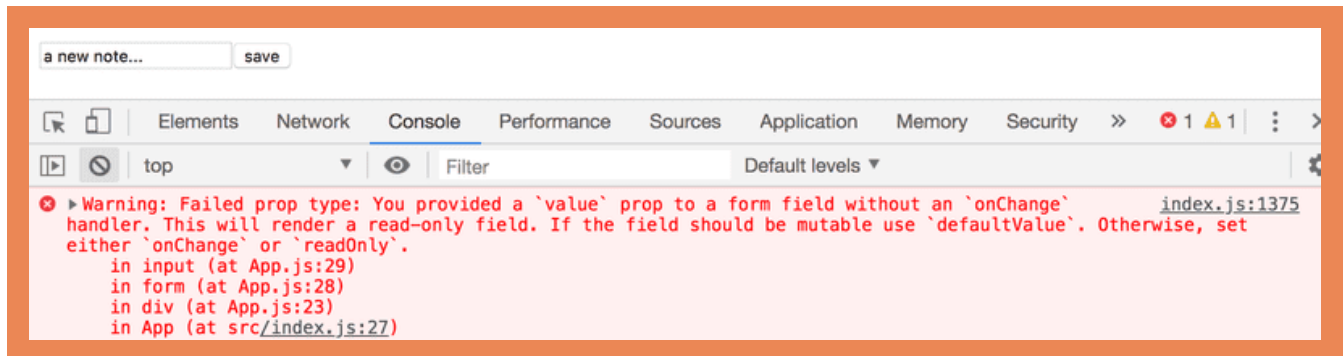 a new note... save
Elements Network Console Performance Sources Application Memory Security » 1 1
top ▼ Filter Default levels ▼
▶Warning: Failed prop type: You provided a `value` prop to a form field without an `onChange` index.js:1375
handler. This will render a read-only field. If the field should be mutable use `defaultValue`. Otherwise, set
either `onChange` or `readOnly`.
in input (at App.js:29)
in form (at App.js:28)
in div (at App.js:23)
in App (at src/index.js:27)